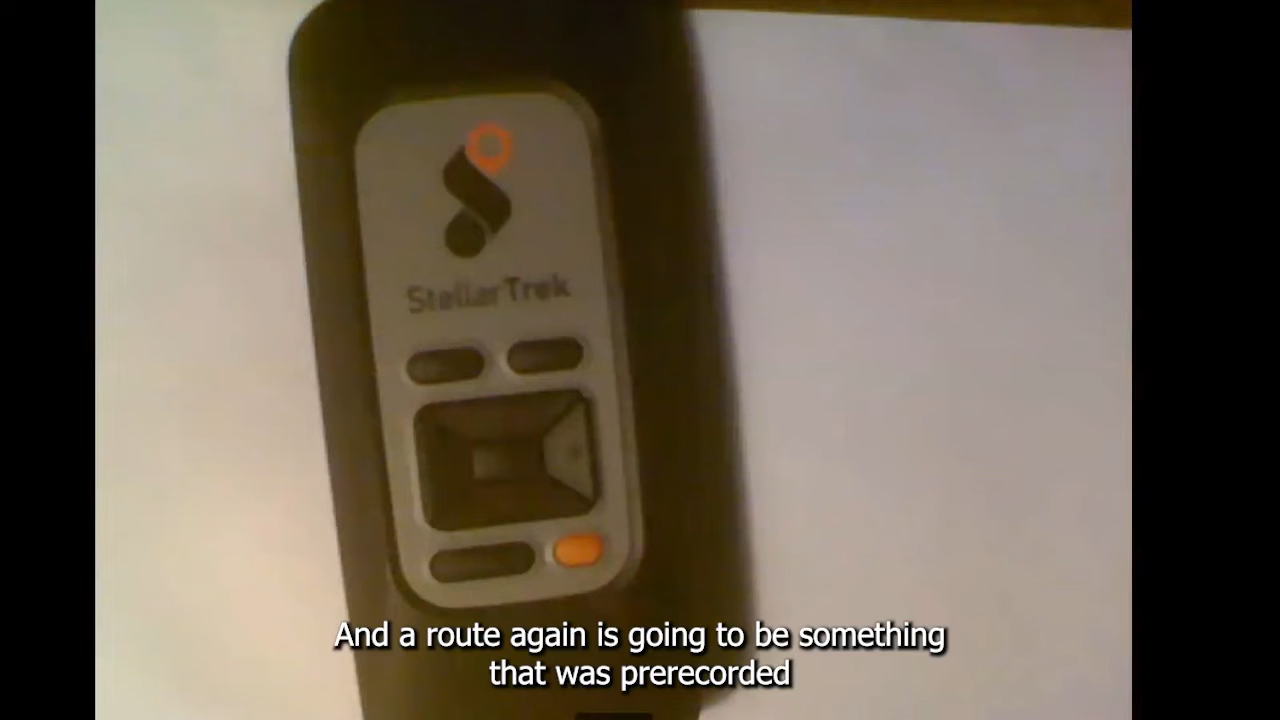 StellarTrek
And a route again is going to be something
that was prerecorded